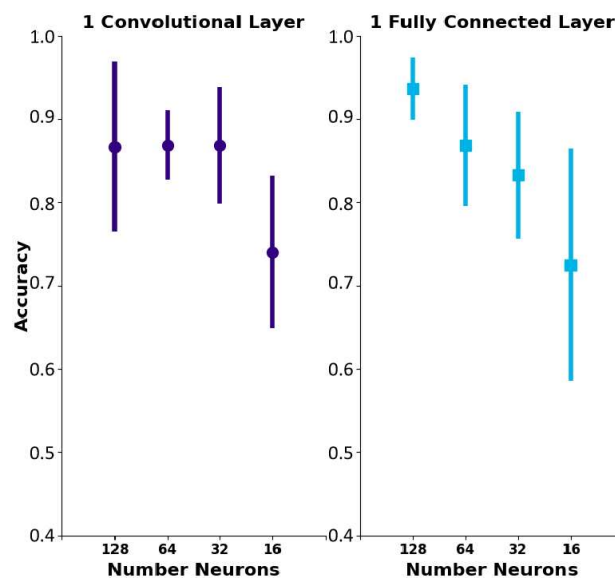 1 Convolutional Layer
1.0
0.9
0.8
0.7
0.6
0.5
0.4
Accuracy
128 64 32 16
Number Neurons
1 Fully Connected Layer
1.0
0.9
0.8
0.7
0.6
0.5
0.4
128 64 32 16
Number Neurons